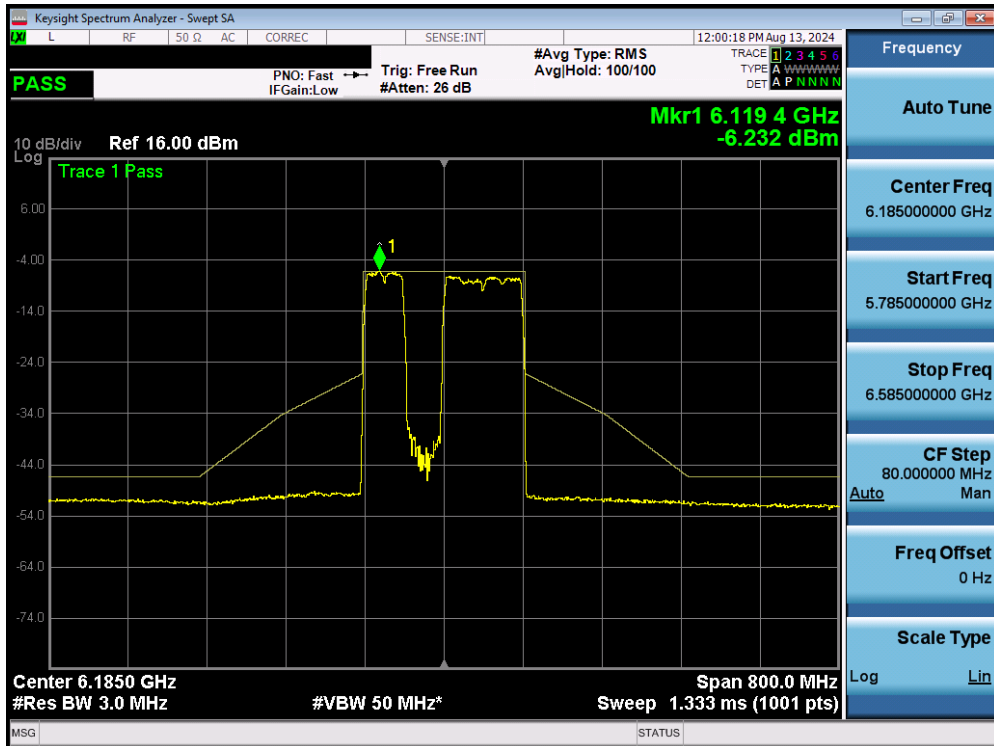 Keysight Spectrum Analyzer - Swept SA
LXI L RF 50 Ω AC CORREC SENSE:INT 12:00:18 PM Aug 13, 2024
PASS
PNO: Fast
IFGain:Low
Trig: Free Run
#Atten: 26 dB
#Avg Type: RMS
Avg|Hold: 100/100
TRACE 1 2 3 4 5 6
TYPE A W W W W W
DET A P N N N N
Mkr1 6.119 4 GHz
-6.232 dBm
10 dB/div Ref 16.00 dBm
Log
Trace 1 Pass
1
6.00
-4.00
-14.0
-24.0
-34.0
-44.0
-54.0
-64.0
-74.0
Center 6.1850 GHz Span 800.0 MHz
#Res BW 3.0 MHz #VBW 50 MHz* Sweep 1.333 ms (1001 pts)
MSG STATUS
Frequency
Auto Tune
Center Freq
6.185000000 GHz
Start Freq
5.785000000 GHz
Stop Freq
6.585000000 GHz
CF Step
80.000000 MHz
Auto Man
Freq Offset
0 Hz
Scale Type
Log Lin